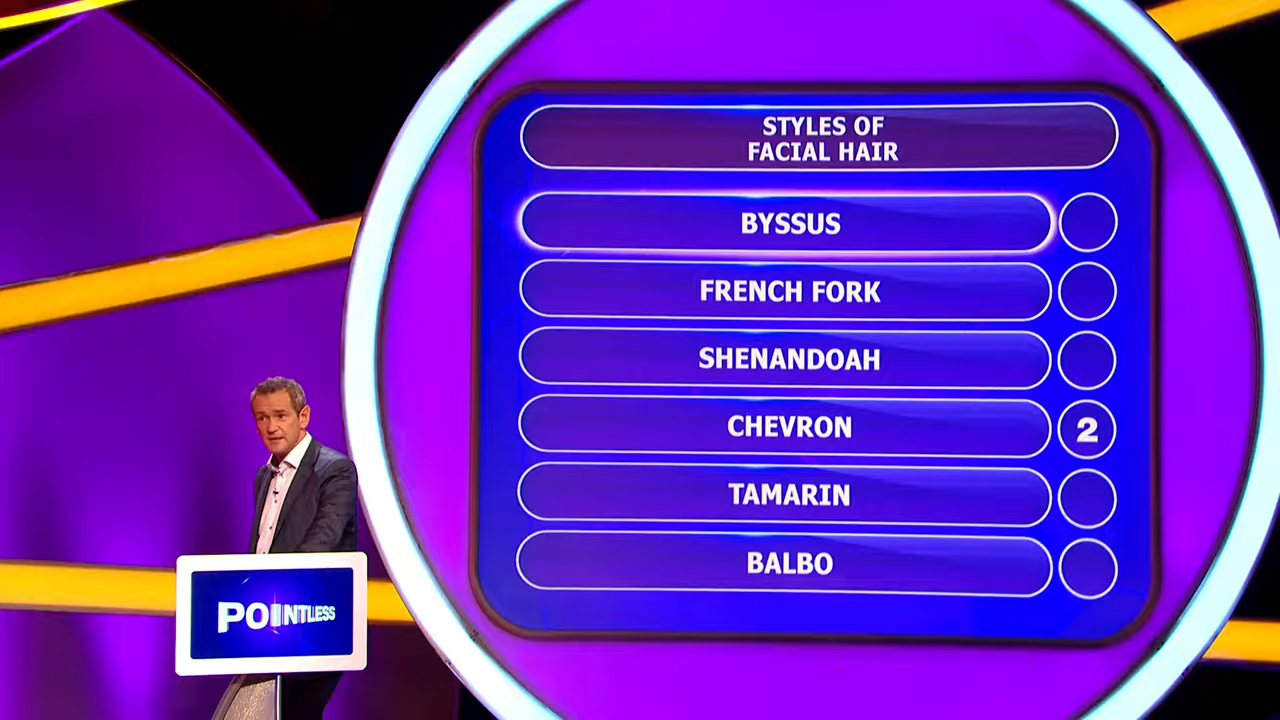 STYLES OF
FACIAL HAIR
BYSSUS
FRENCH FORK
SHENANDOAH
CHEVRON 2
TAMARIN
BALBO
POINTLESS